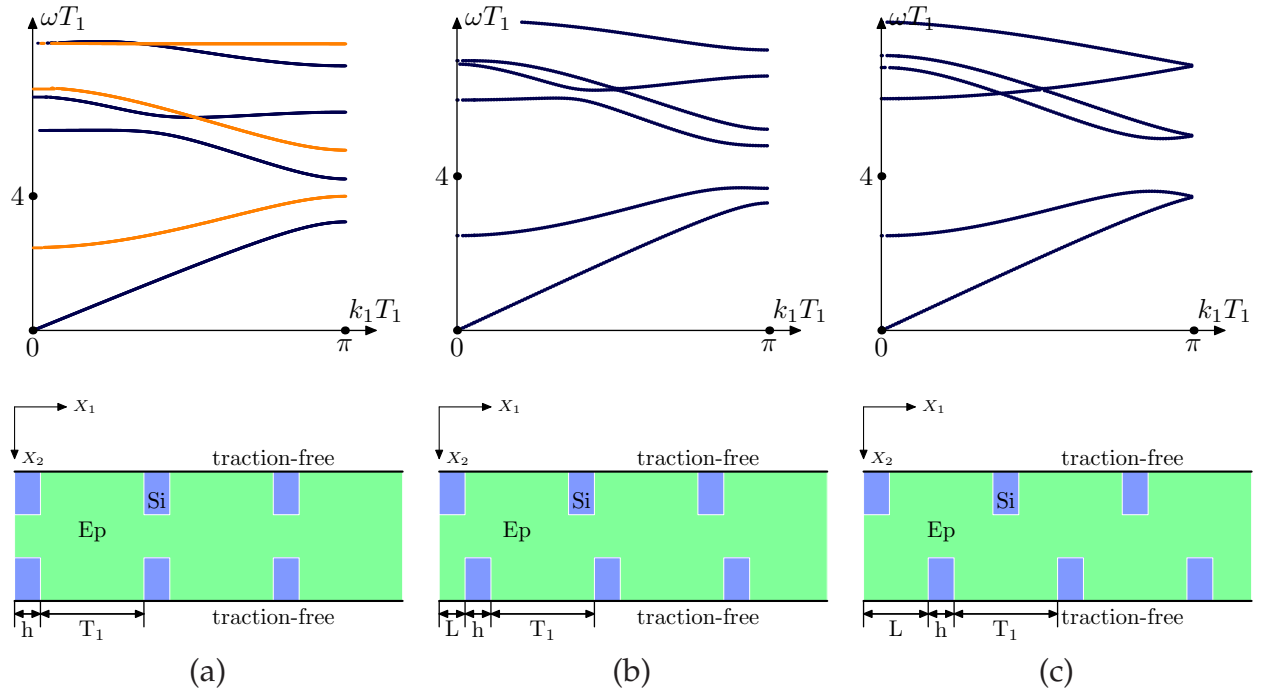 ωT₁
4
0
π
k₁T₁
ωT₁
4
0
π
k₁T₁
ωT₁
4
0
π
k₁T₁
X₁
X₂
traction-free
Si
Ep
traction-free
h
T₁
X₁
X₂
traction-free
Si
Ep
traction-free
L
h
T₁
X₁
X₂
traction-free
Si
Ep
traction-free
L
h
T₁
(a)
(b)
(c)